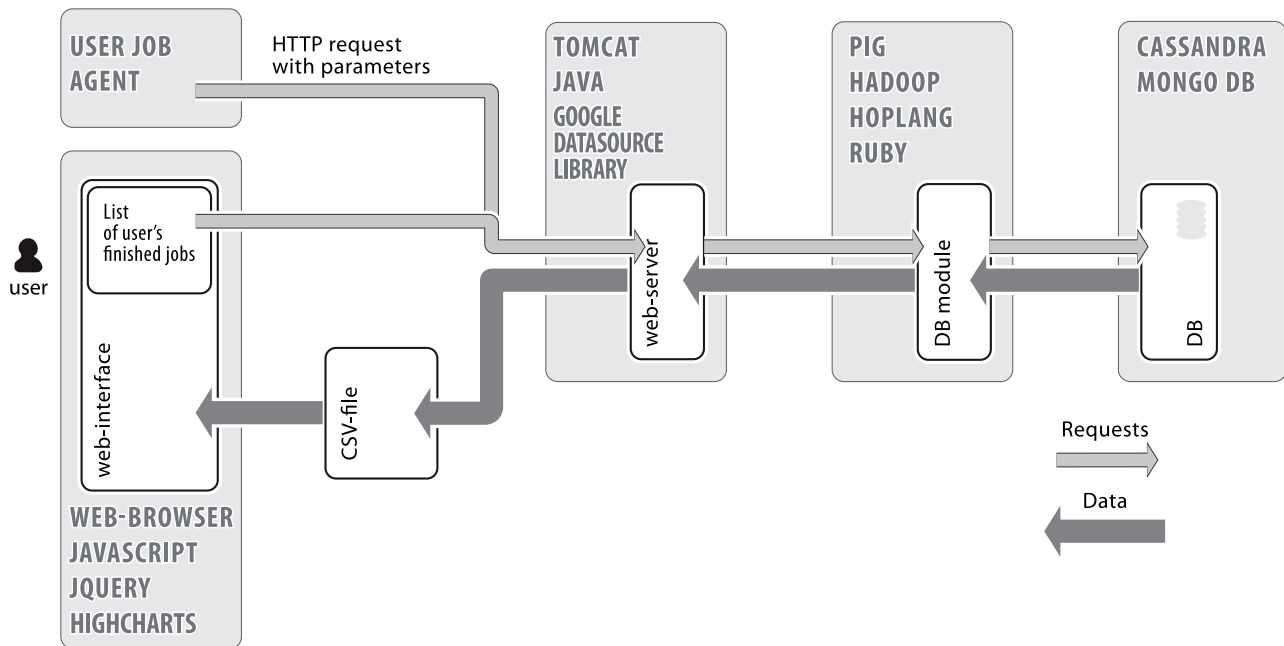 USER JOB
AGENT
HTTP request
with parameters
TOMCAT
JAVA
GOOGLE
DATASOURCE
LIBRARY
PIG
HADOOP
HOPLANG
RUBY
CASSANDRA
MONGO DB
List
of user's
finished jobs
user
web-interface
CSV-file
web-server
DB module
DB
WEB-BROWSER
JAVASCRIPT
JQUERY
HIGHCHARTS
Requests
Data